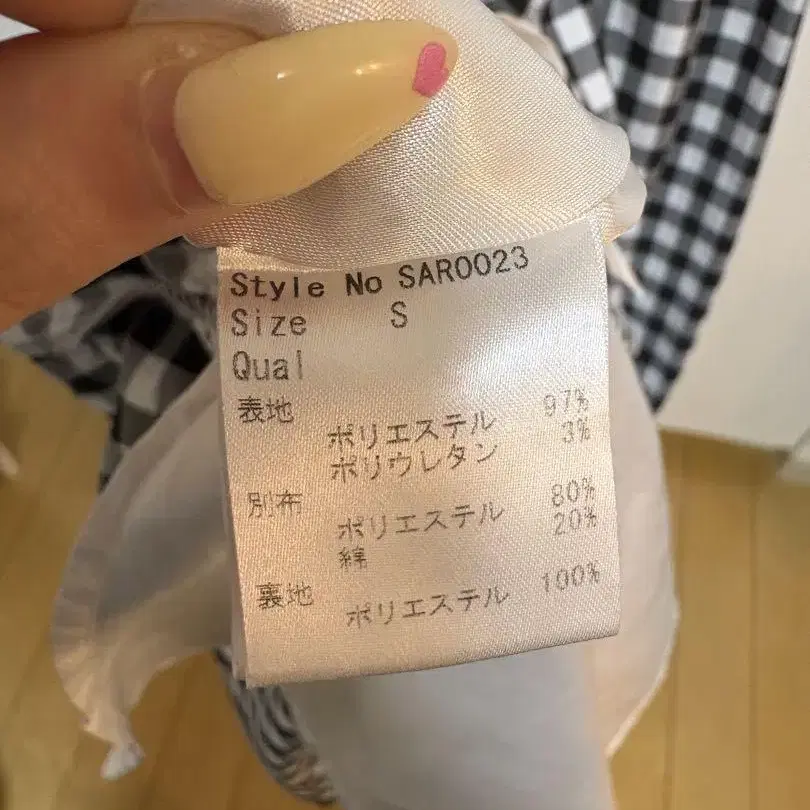 Style No SAR0023
Size S
Qual
表地
ポリエステル 97%
ポリウレタン 3%
別布
ポリエステル 80%
綿 20%
裏地
ポリエステル 100%